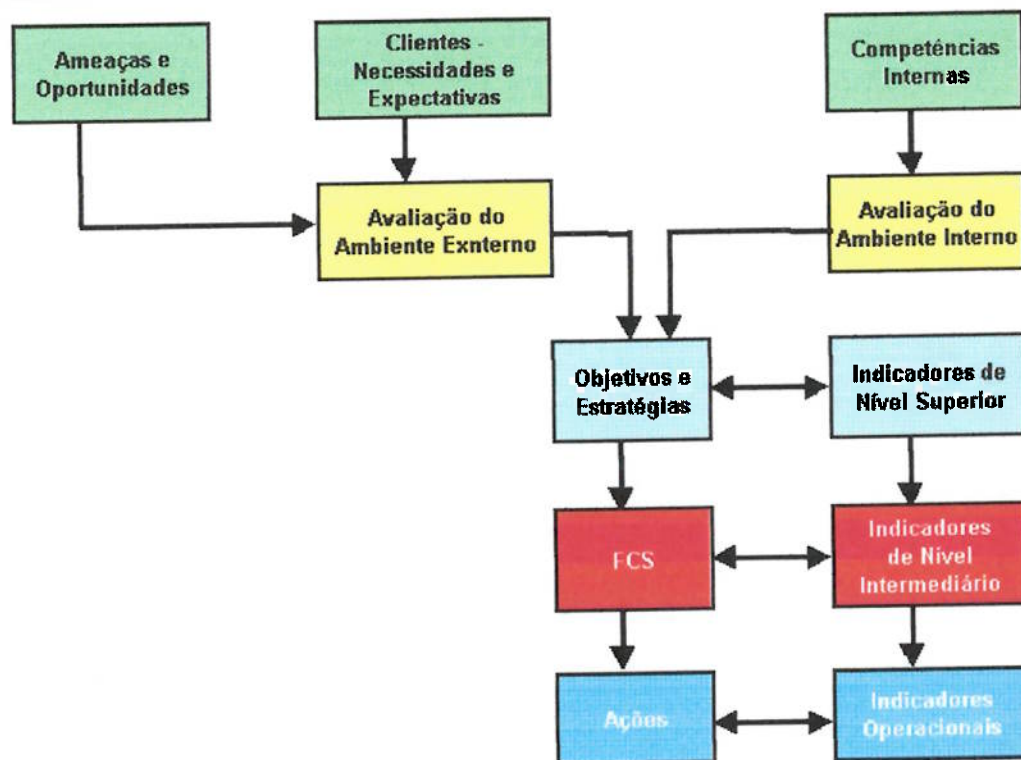 Ameaças e
Oportunidades
Clientes -
Necessidades e
Expectativas
Competências
Internas
Avaliação do
Ambiente Exnterno
Avaliação do
Ambiente Interno
Objetivos e
Estratégias
Indicadores de
Nível Superior
FCS
Indicadores
de Nível
Intermediário
Ações
Indicadores
Operacionais